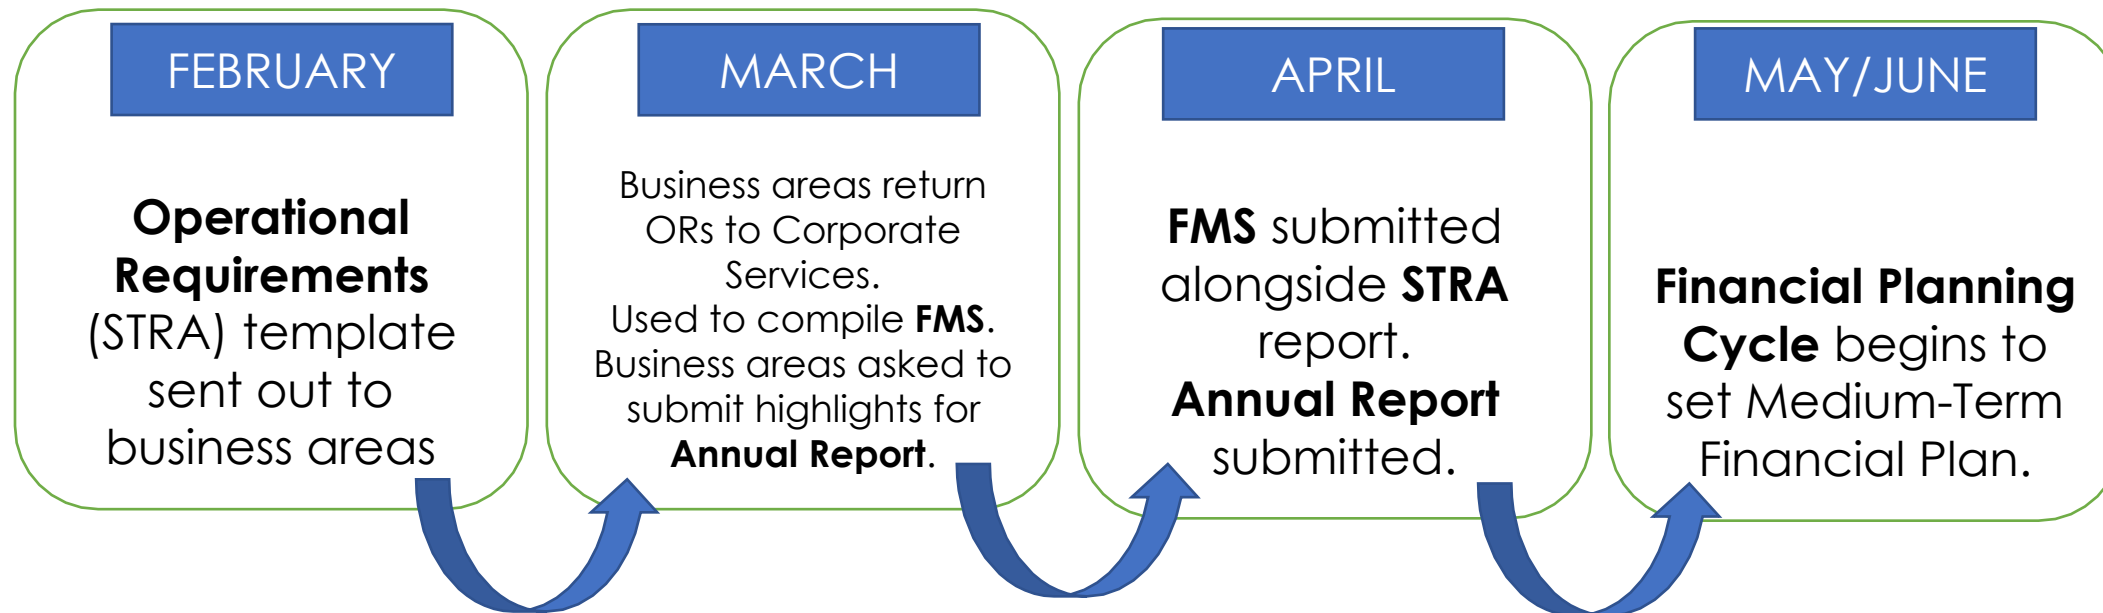 FEBRUARY
Operational
Requirements
(STRA) template
sent out to
business areas
MARCH
Business areas return
ORs to Corporate
Services.
Used to compile FMS.
Business areas asked to
submit highlights for
Annual Report.
APRIL
FMS submitted
alongside STRA
report.
Annual Report
submitted.
MAY/JUNE
Financial Planning
Cycle begins to
set Medium-Term
Financial Plan.